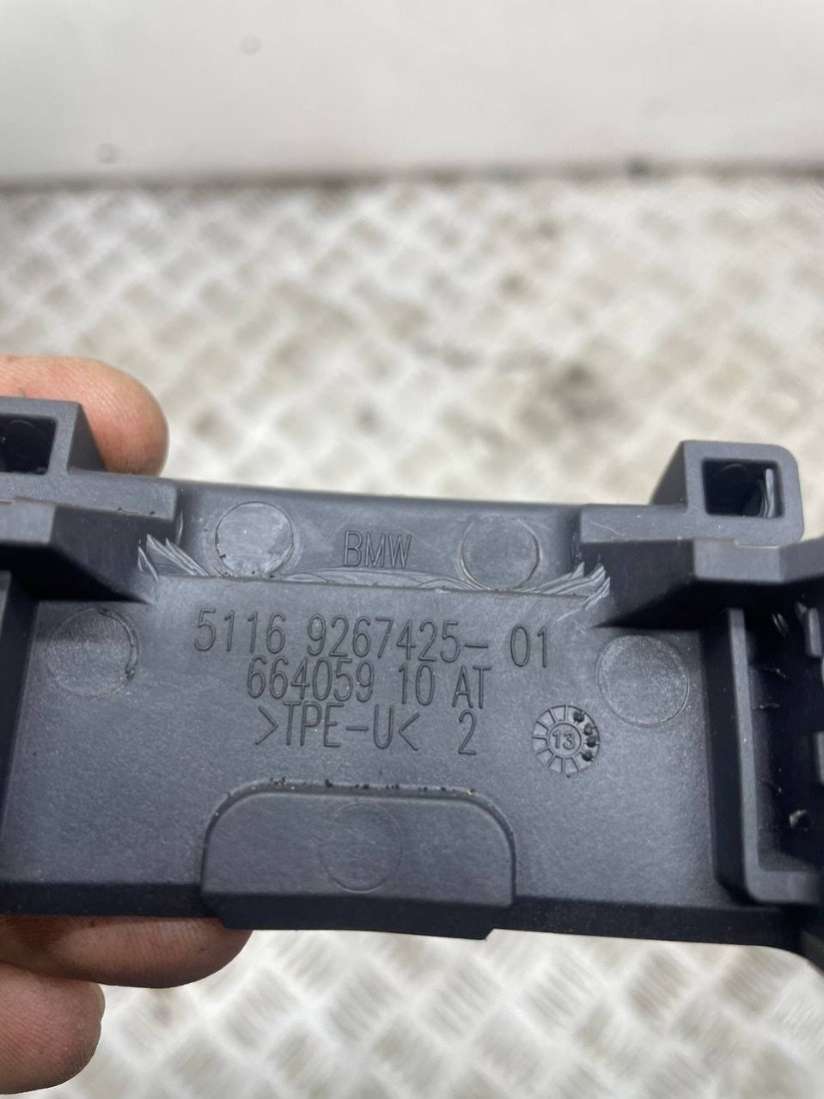 BMW
5116 9267425-01
664059 10 AT
>TPE-U< 2
13